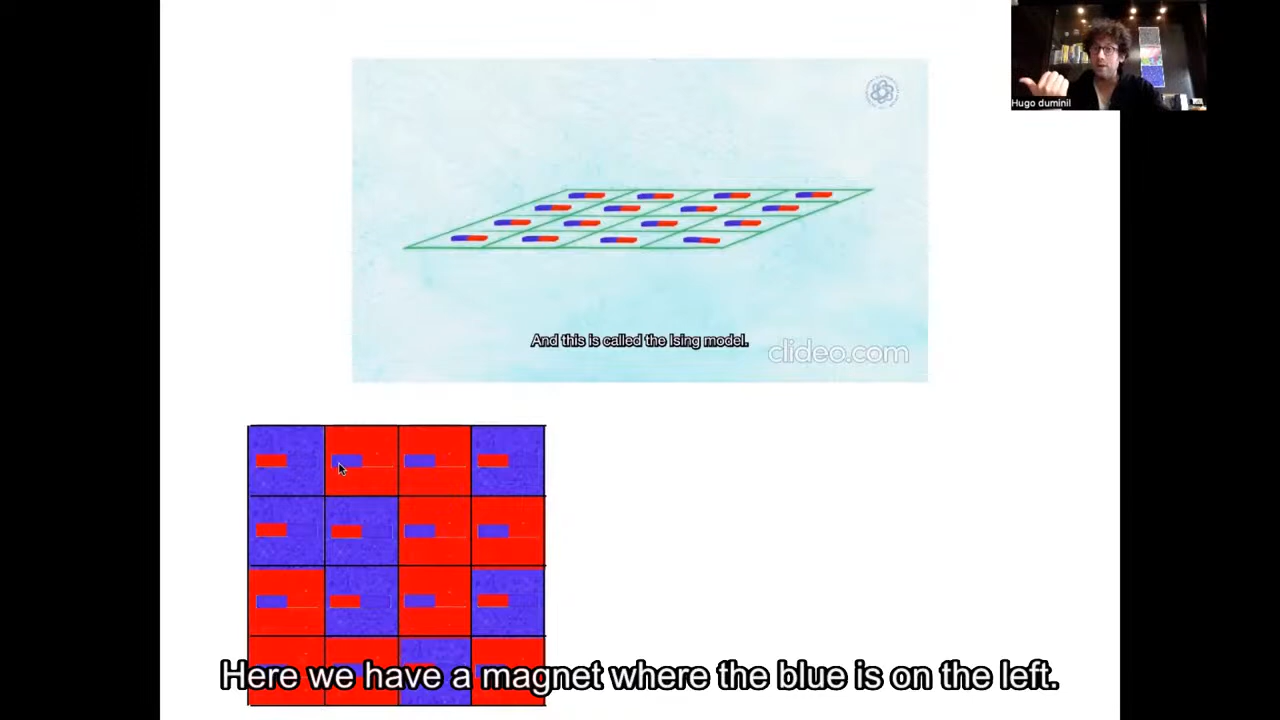 Hugo duminil
And this is called the Ising model.
clideo.com
Here we have a magnet where the blue is on the left.